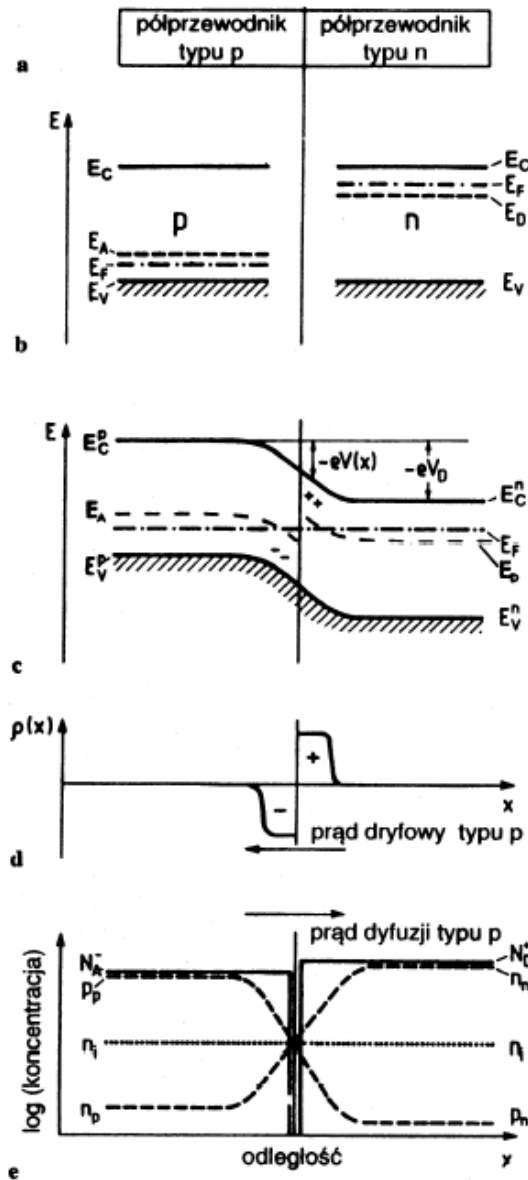 półprzewodnik typu p
półprzewodnik typu n
a
E
E_C
p
E_A
E_F
E_V
n
E_C
E_F
E_D
E_V
b
E
E_C^p
-eV(x)
-eV_D
E_C^n
++
E_A
E_F
E_D
--
E_V^p
E_V^n
c
ρ(x)
+
-
x
prąd dryfowy typu p
d
prąd dyfuzji typu p
log (koncentracja)
N_A^-
p_p
n_i
n_p
N_D^+
n_n
n_i
p_n
odległość
x
e